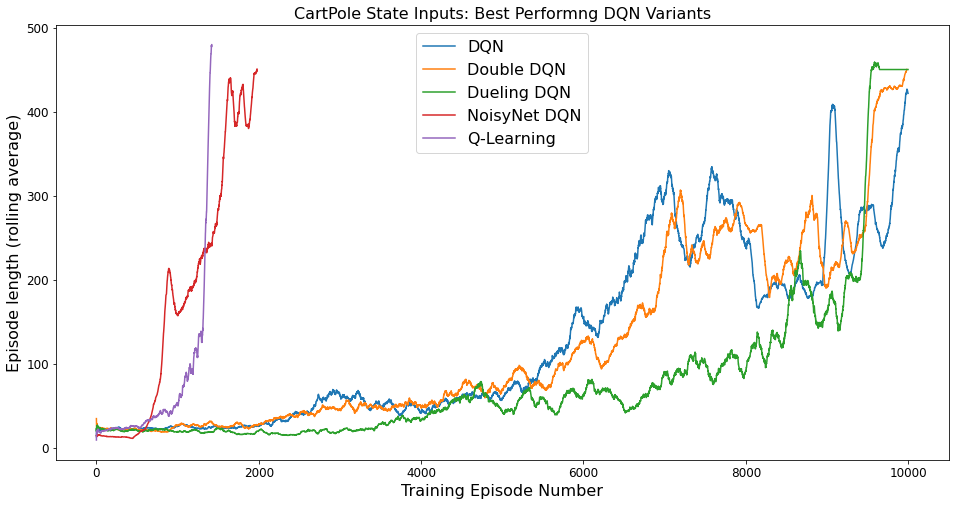 CartPole State Inputs: Best Performng DQN Variants
500
400
300
200
100
0
Episode length (rolling average)
DQN
Double DQN
Dueling DQN
NoisyNet DQN
Q-Learning
0 2000 4000 6000 8000 10000
Training Episode Number